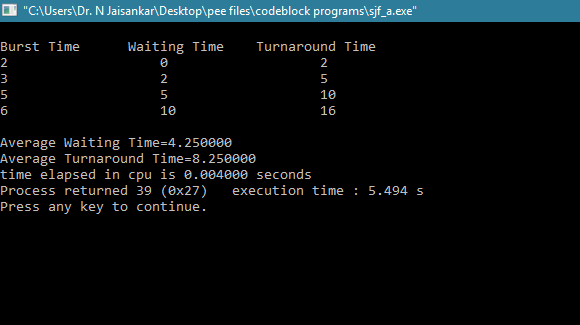 "C:\Users\Dr. N Jaisankar\Desktop\pee files\codeblock programs\sjf_a.exe"
Burst Time      Waiting Time    Turnaround Time
2                   0                   2
3                   2                   5
5                   5                   10
6                   10                  16
Average Waiting Time=4.250000
Average Turnaround Time=8.250000
time elapsed in cpu is 0.004000 seconds
Process returned 39 (0x27)   execution time : 5.494 s
Press any key to continue.